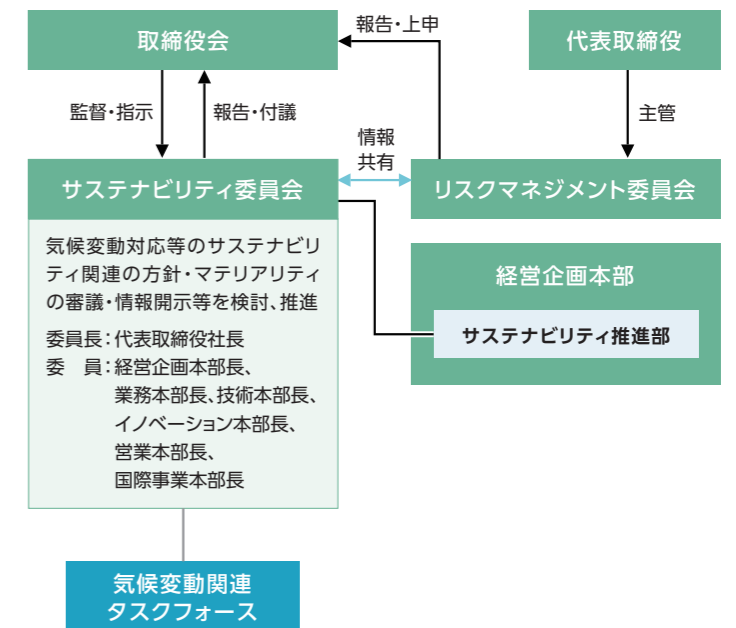 取締役会
報告・上申
代表取締役
監督・指示
報告・付議
主管
情報
共有
サステナビリティ委員会
リスクマネジメント委員会
気候変動対応等のサステナビリ
ティ関連の方針・マテリアリティ
の審議・情報開示等を検討、推進
委員長：代表取締役社長
委　員：経営企画本部長、
業務本部長、技術本部長、
イノベーション本部長、
営業本部長、
国際事業本部長
経営企画本部
サステナビリティ推進部
気候変動関連
タスクフォース